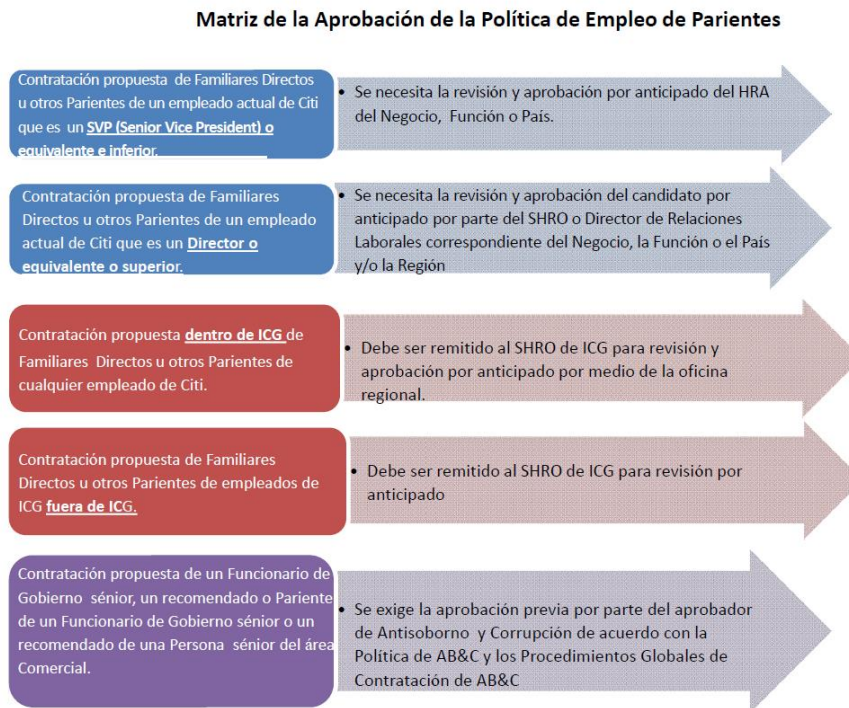 Matriz de la Aprobación de la Política de Empleo de Parientes
Contratación propuesta de Familiares Directos
u otros Parientes de un empleado actual de Citi
que es un SVP (Senior Vice President) o
equivalente e inferior.
• Se necesita la revisión y aprobación por anticipado del HRA
del Negocio, Función o País.
Contratación propuesta de Familiares
Directos u otros Parientes de un empleado
actual de Citi que es un Director o
equivalente o superior.
• Se necesita la revisión y aprobación del candidato por
anticipado por parte del SHRO o Director de Relaciones
Laborales correspondiente del Negocio, la Función o el País
y/o la Región
Contratación propuesta dentro de ICG de
Familiares Directos u otros Parientes de
cualquier empleado de Citi.
• Debe ser remitido al SHRO de ICG para revisión y
aprobación por anticipado por medio de la oficina
regional.
Contratación propuesta de Familiares
Directos u otros Parientes de empleados de
ICG fuera de ICG.
• Debe ser remitido al SHRO de ICG para revisión por
anticipado
Contratación propuesta de un Funcionario de
Gobierno sénior, un recomendado o Pariente
de un Funcionario de Gobierno sénior o un
recomendado de una Persona sénior del área
Comercial.
• Se exige la aprobación previa por parte del aprobador
de Antisoborno y Corrupción de acuerdo con la
Política de AB&C y los Procedimientos Globales de
Contratación de AB&C